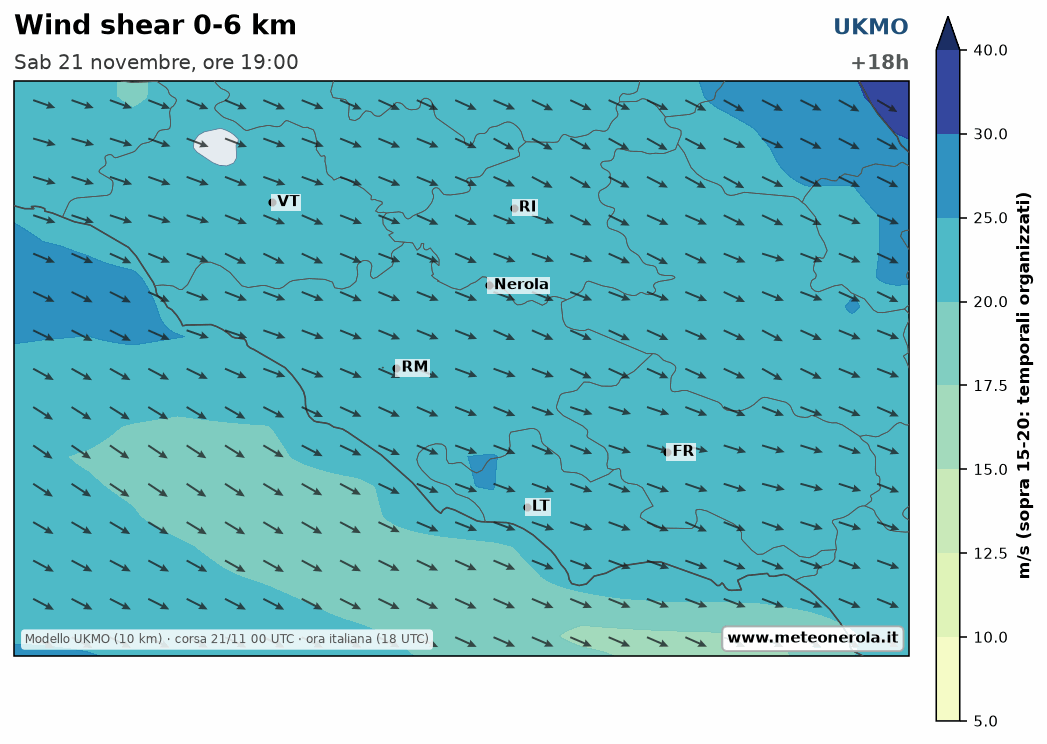 Wind shear 0-6 km
UKMO
Sab 21 novembre, ore 19:00
+18h
VT
RI
Nerola
RM
FR
LT
Modello UKMO (10 km) · corsa 21/11 00 UTC · ora italiana (18 UTC)
www.meteonerola.it
40.0
30.0
25.0
20.0
17.5
15.0
12.5
10.0
5.0
m/s (sopra 15-20: temporali organizzati)